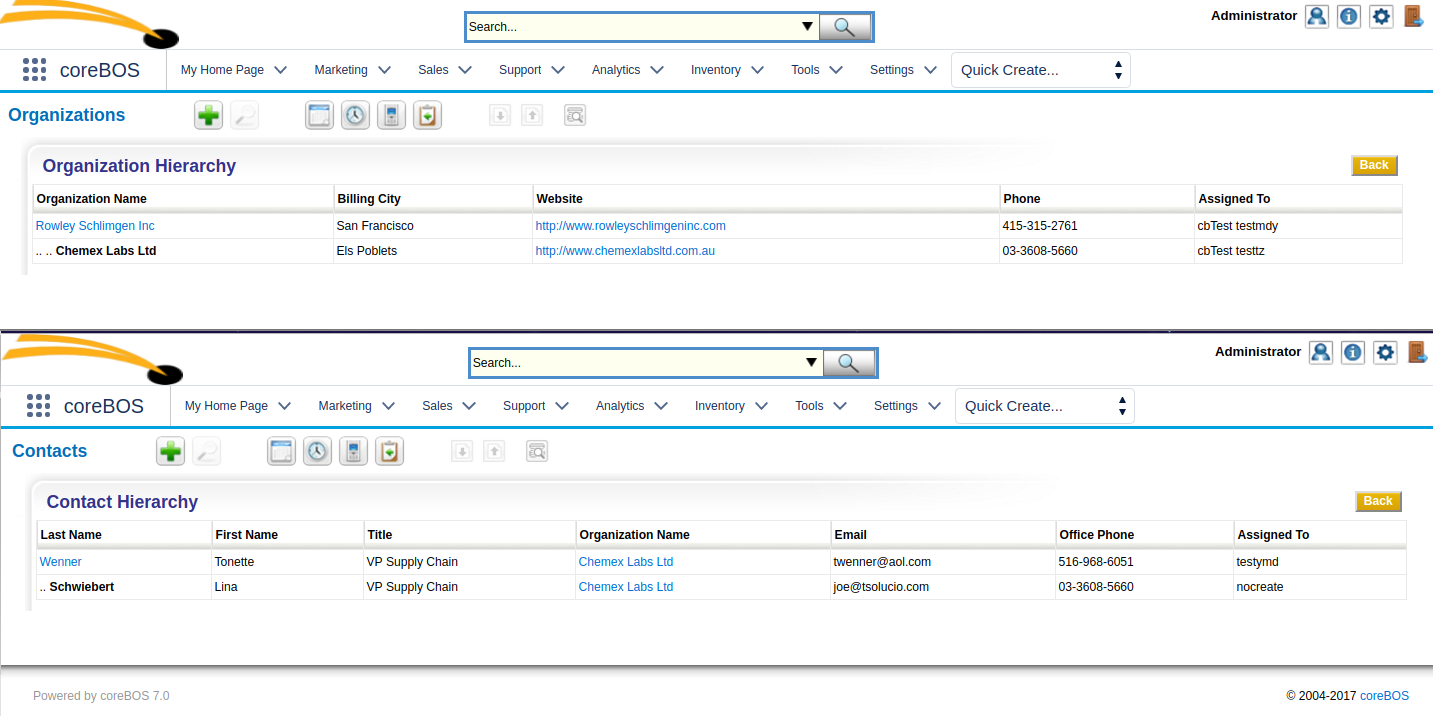 Administrator
Search...
coreBOS My Home Page Marketing Sales Support Analytics Inventory Tools Settings Quick Create...
Organizations
Organization Hierarchy Back
Organization Name Billing City Website Phone Assigned To
Rowley Schlimgen Inc San Francisco http://www.rowleyschlimgeninc.com 415-315-2761 cbTest testmdy
.. .. Chemex Labs Ltd Els Poblets http://www.chemexlabsltd.com.au 03-3608-5660 cbTest testtz
Administrator
Search...
coreBOS My Home Page Marketing Sales Support Analytics Inventory Tools Settings Quick Create...
Contacts
Contact Hierarchy Back
Last Name First Name Title Organization Name Email Office Phone Assigned To
Wenner Tonette VP Supply Chain Chemex Labs Ltd twenner@aol.com 516-968-6051 testymd
.. Schwiebert Lina VP Supply Chain Chemex Labs Ltd joe@tsolucio.com 03-3608-5660 nocreate
Powered by coreBOS 7.0 © 2004-2017 coreBOS